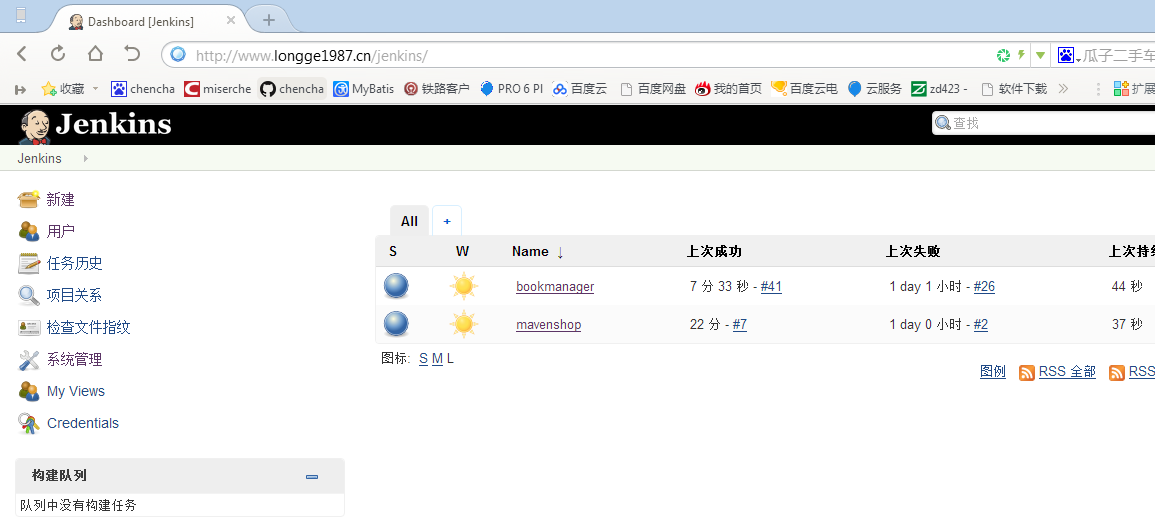 Dashboard [Jenkins]
http://www.longge1987.cn/jenkins/ 瓜子二手车
收藏 chencha miserche chencha MyBatis 铁路客户 PRO 6 Pl 百度云 百度网盘 我的首页 百度云电 云服务 zd423 - 软件下载 扩展
Jenkins 查找
Jenkins
新建
用户
任务历史
项目关系
检查文件指纹
系统管理
My Views
Credentials
构建队列
队列中没有构建任务
All +
S W Name ↓ 上次成功 上次失败 上次持续
bookmanager 7 分 33 秒 - #41 1 day 1 小时 - #26 44 秒
mavenshop 22 分 - #7 1 day 0 小时 - #2 37 秒
图标: S M L
图例 RSS 全部 RSS